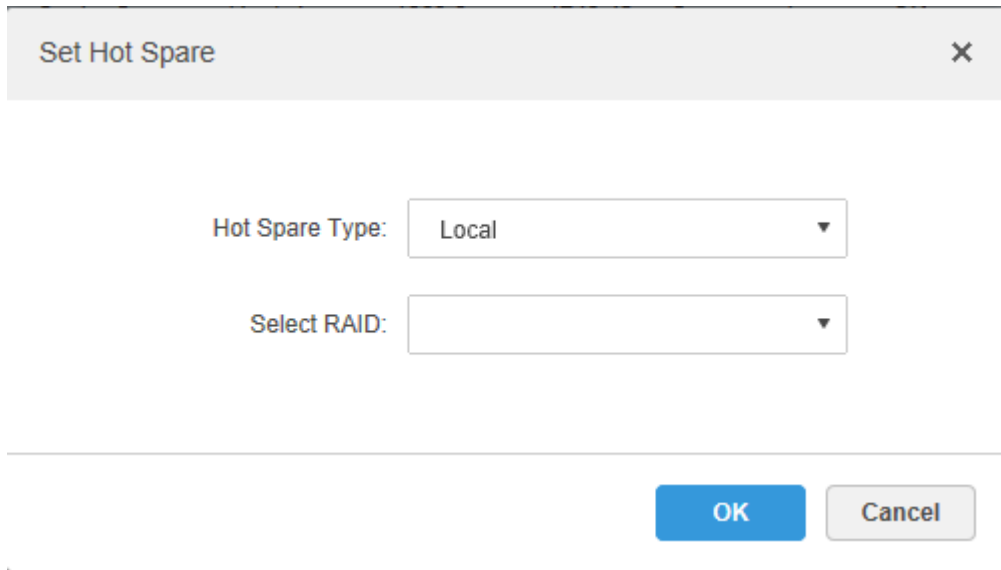 Set Hot Spare
Hot Spare Type: Local
Select RAID:
OK Cancel